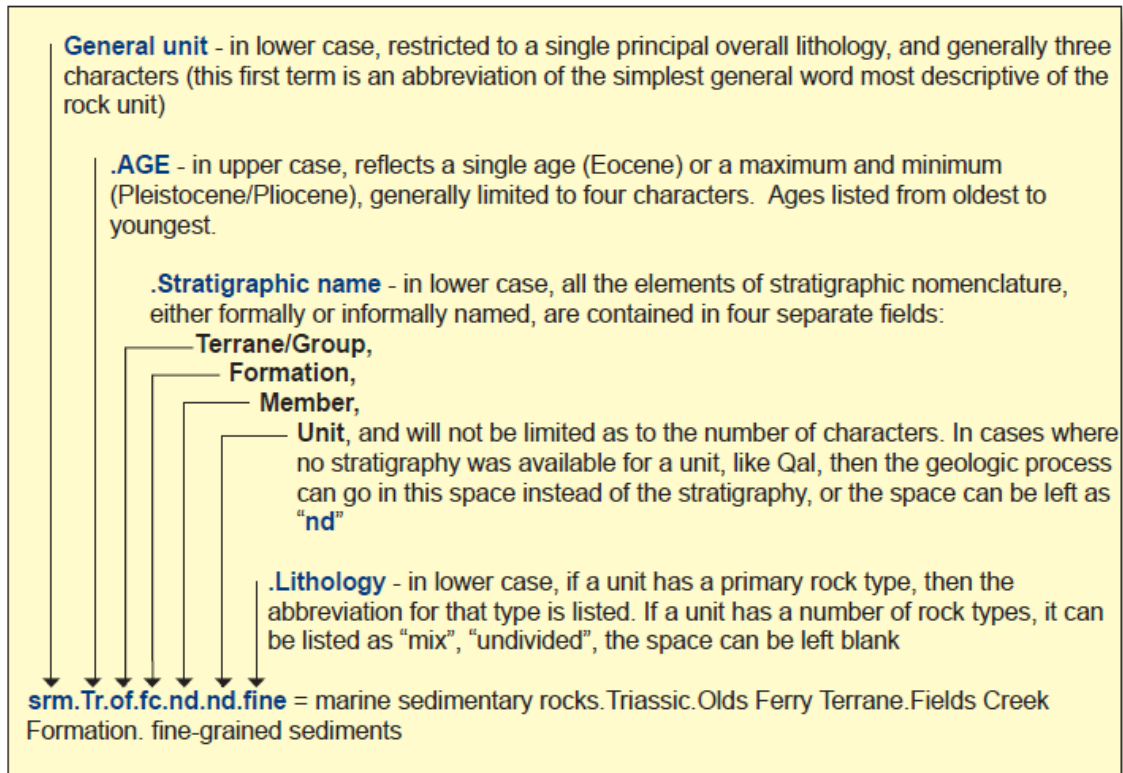 General unit - in lower case, restricted to a single principal overall lithology, and generally three
characters (this first term is an abbreviation of the simplest general word most descriptive of the
rock unit)
.AGE - in upper case, reflects a single age (Eocene) or a maximum and minimum
(Pleistocene/Pliocene), generally limited to four characters.  Ages listed from oldest to
youngest.
.Stratigraphic name - in lower case, all the elements of stratigraphic nomenclature,
either formally or informally named, are contained in four separate fields:
Terrane/Group,
Formation,
Member,
Unit, and will not be limited as to the number of characters. In cases where
no stratigraphy was available for a unit, like Qal, then the geologic process
can go in this space instead of the stratigraphy, or the space can be left as
“nd”
.Lithology - in lower case, if a unit has a primary rock type, then the
abbreviation for that type is listed. If a unit has a number of rock types, it can
be listed as “mix”, “undivided”, the space can be left blank
srm.Tr.of.fc.nd.nd.fine = marine sedimentary rocks.Triassic.Olds Ferry Terrane.Fields Creek
Formation. fine-grained sediments